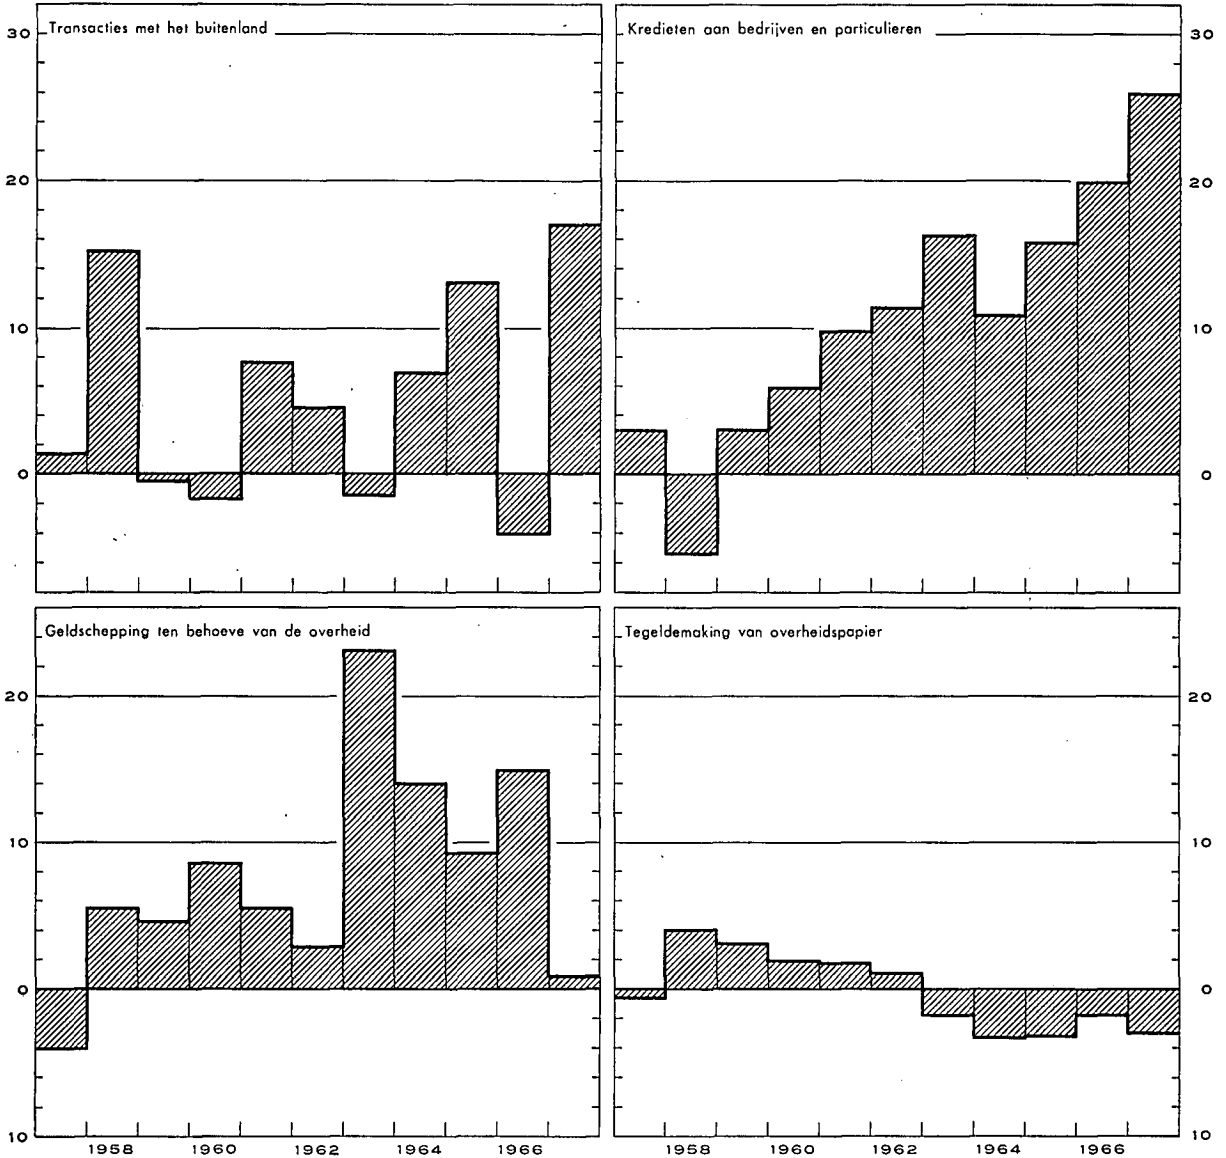 Transacties met het buitenland
30
20
10
0
Kredieten aan bedrijven en particulieren
30
20
10
0
Geldschepping ten behoeve van de overheid
20
10
0
10
1958 1960 1962 1964 1966
Tegeldemaking van overheidspapier
20
10
0
10
1958 1960 1962 1964 1966